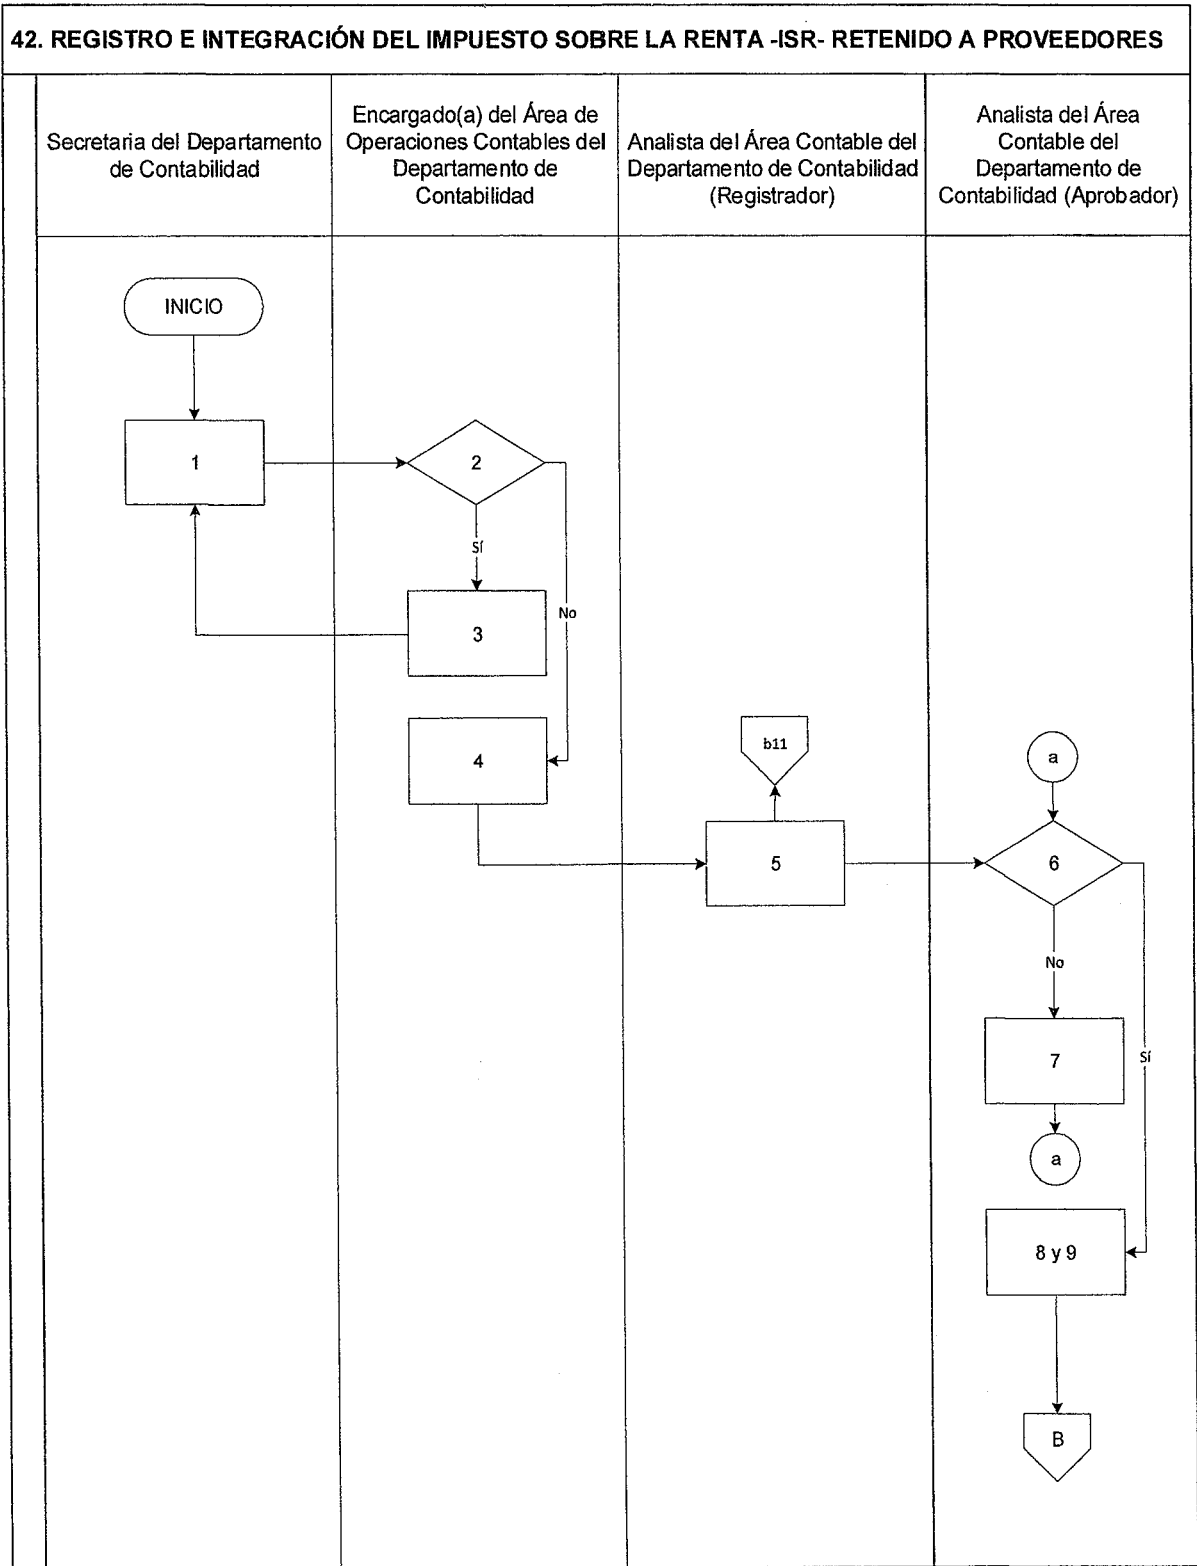 42. REGISTRO E INTEGRACIÓN DEL IMPUESTO SOBRE LA RENTA -ISR- RETENIDO A PROVEEDORES
Secretaria del Departamento
de Contabilidad
Encargado(a) del Área de
Operaciones Contables del
Departamento de
Contabilidad
Analista del Área Contable del
Departamento de Contabilidad
(Registrador)
Analista del Área
Contable del
Departamento de
Contabilidad (Aprobador)
INICIO
1
2
Sí
No
3
4
b11
a
5
6
No
Sí
7
a
8 y 9
B